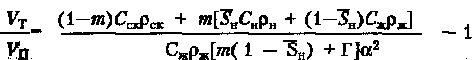 V_T / V_П = ((1−m)C_ск ρ_ск + m[S̅_н C_н ρ_н + (1−S̅_н)C_ж ρ_ж]) / (C_ж ρ_ж [m(1 − S̅_н) + Г]α²) − 1